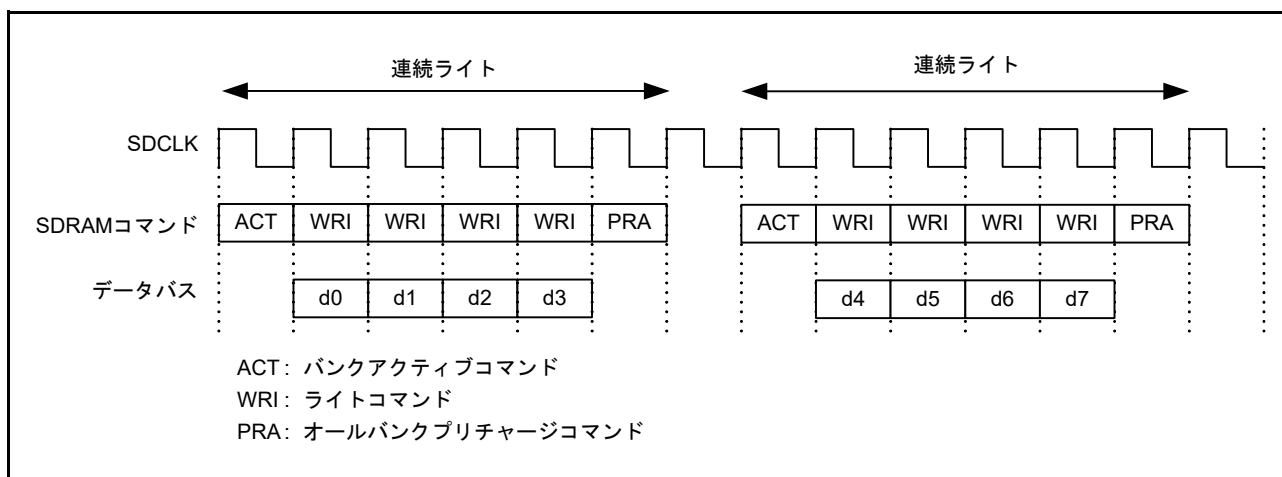 連続ライト 連続ライト
SDCLK
SDRAMコマンド ACT WRI WRI WRI WRI PRA ACT WRI WRI WRI WRI PRA
データバス d0 d1 d2 d3 d4 d5 d6 d7
ACT : バンクアクティブコマンド
WRI : ライトコマンド
PRA : オールバンクプリチャージコマンド